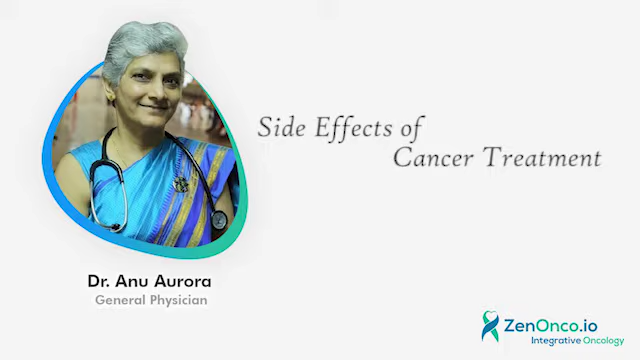 Side Effects of
Cancer Treatment
Dr. Anu Aurora
General Physician
ZenOnco.io
Integrative Oncology